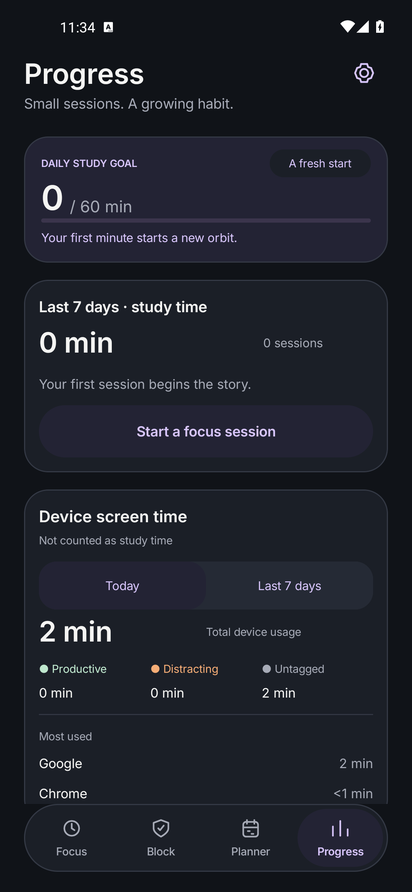 11:34 A
Progress
Small sessions. A growing habit.
DAILY STUDY GOAL
A fresh start
0 / 60 min
Your first minute starts a new orbit.
Last 7 days · study time
0 min
0 sessions
Your first session begins the story.
Start a focus session
Device screen time
Not counted as study time
Today
Last 7 days
2 min
Total device usage
Productive
Distracting
Untagged
0 min
0 min
2 min
Most used
Google
2 min
Chrome
<1 min
Focus
Block
Planner
Progress